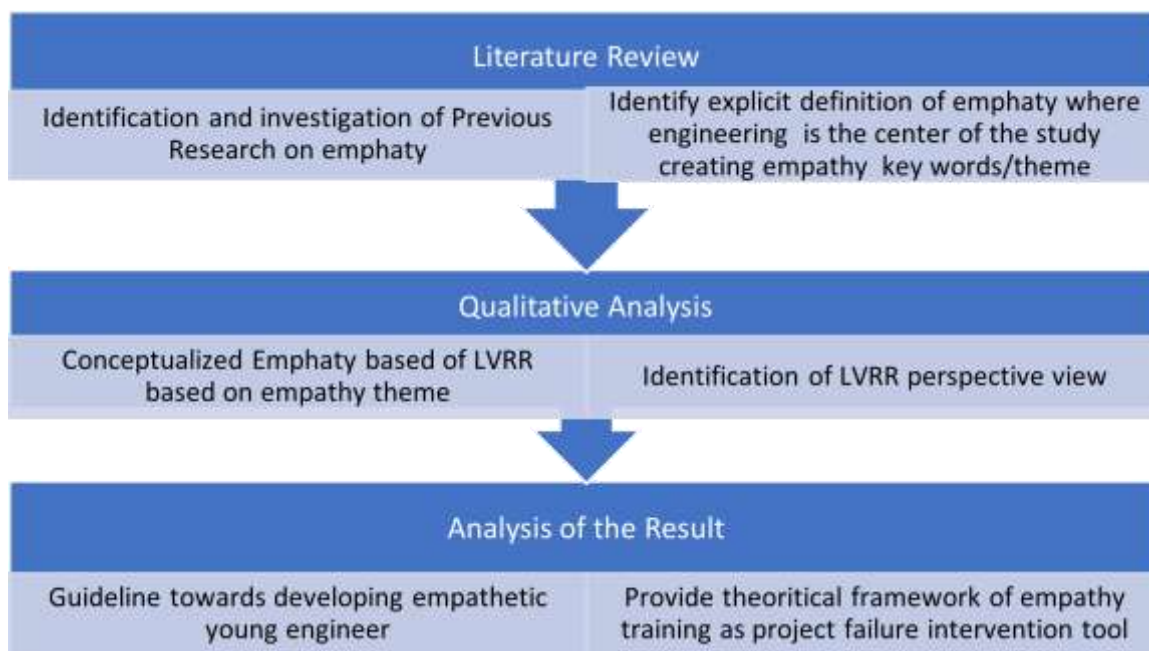 Literature Review
Identification and investigation of Previous
Research on emphaty
Identify explicit definition of emphaty where
engineering is the center of the study
creating empathy key words/theme
Qualitative Analysis
Conceptualized Emphaty based of LVRR
based on empathy theme
Identification of LVRR perspective view
Analysis of the Result
Guideline towards developing empathetic
young engineer
Provide theoritical framework of empathy
training as project failure intervention tool